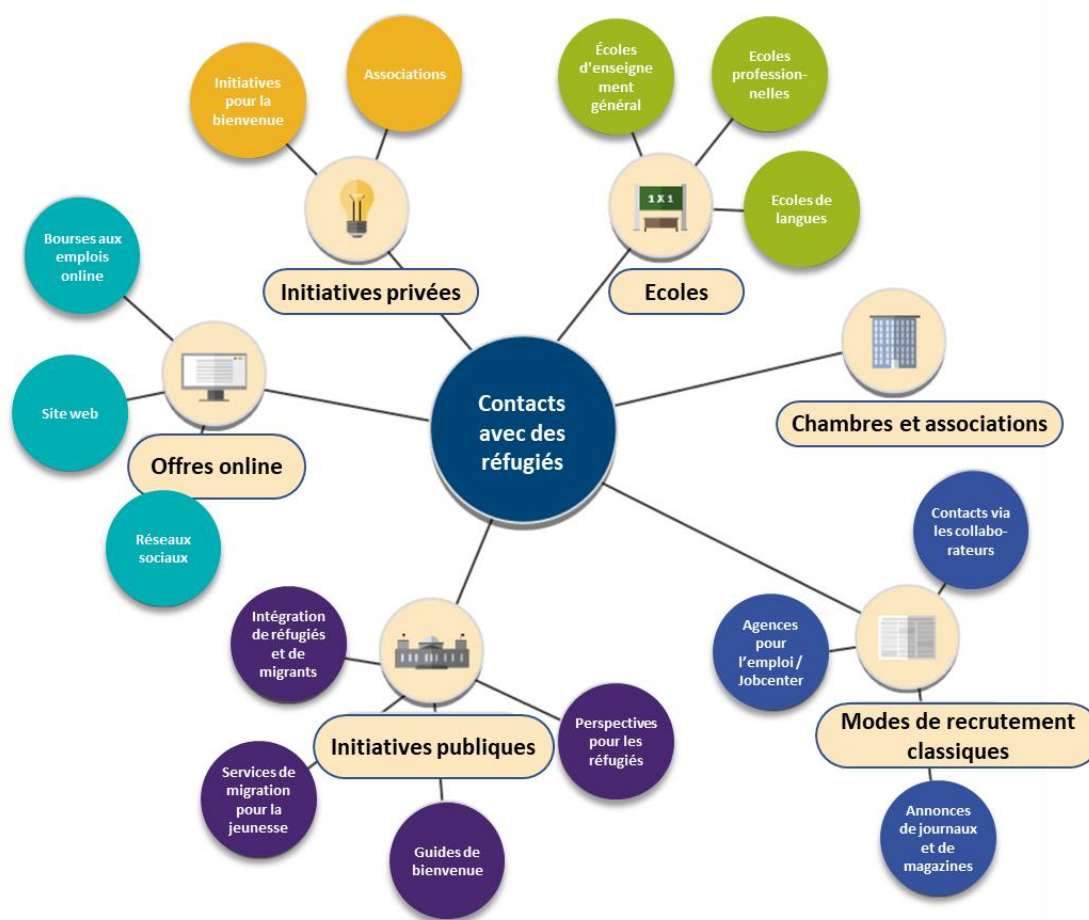 Initiatives
pour la
bienvenue
Associations
Écoles
d'enseigne
ment
général
Ecoles
profession-
nelles
Ecoles de
langues
1 X 1
Initiatives privées
Ecoles
Bourses aux
emplois
online
Site web
Offres online
Réseaux
sociaux
Contacts
avec des
réfugiés
Chambres et associations
Contacts via
les collabo-
rateurs
Agences
pour
l’emploi /
Jobcenter
Modes de recrutement
classiques
Annonces
de journaux
et de
magazines
Intégration
de réfugiés
et de
migrants
Initiatives publiques
Perspectives
pour les
réfugiés
Services de
migration
pour la
jeunesse
Guides de
bienvenue